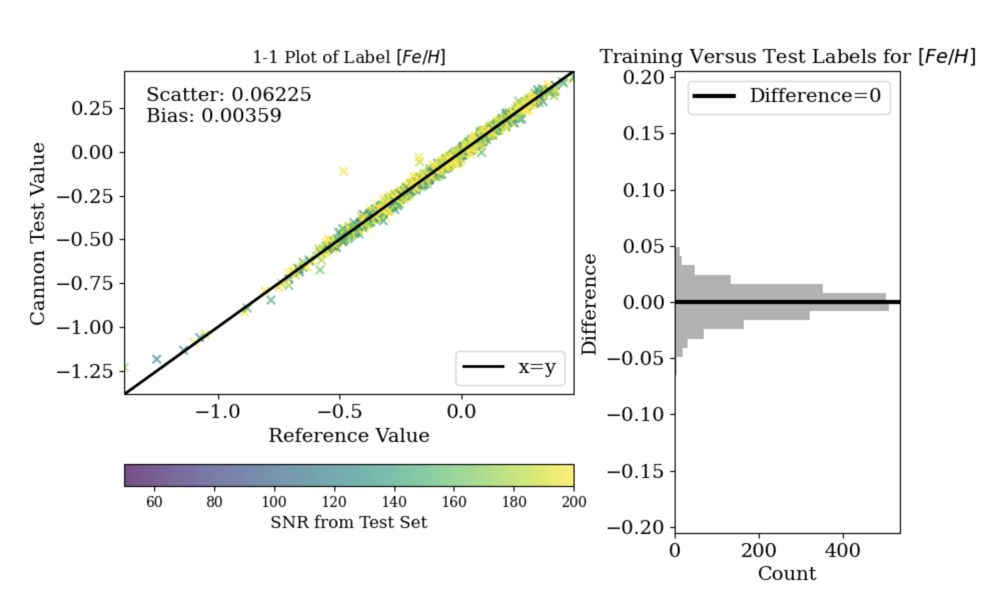 1-1 Plot of Label [Fe/H]
Scatter: 0.06225
Bias: 0.00359
Cannon Test Value
0.25
0.00
−0.25
−0.50
−0.75
−1.00
−1.25
x=y
−1.0
−0.5
0.0
Reference Value
60
80
100
120
140
160
180
200
SNR from Test Set
Training Versus Test Labels for [Fe/H]
Difference=0
Difference
0.20
0.15
0.10
0.05
0.00
−0.05
−0.10
−0.15
−0.20
0
200
400
Count